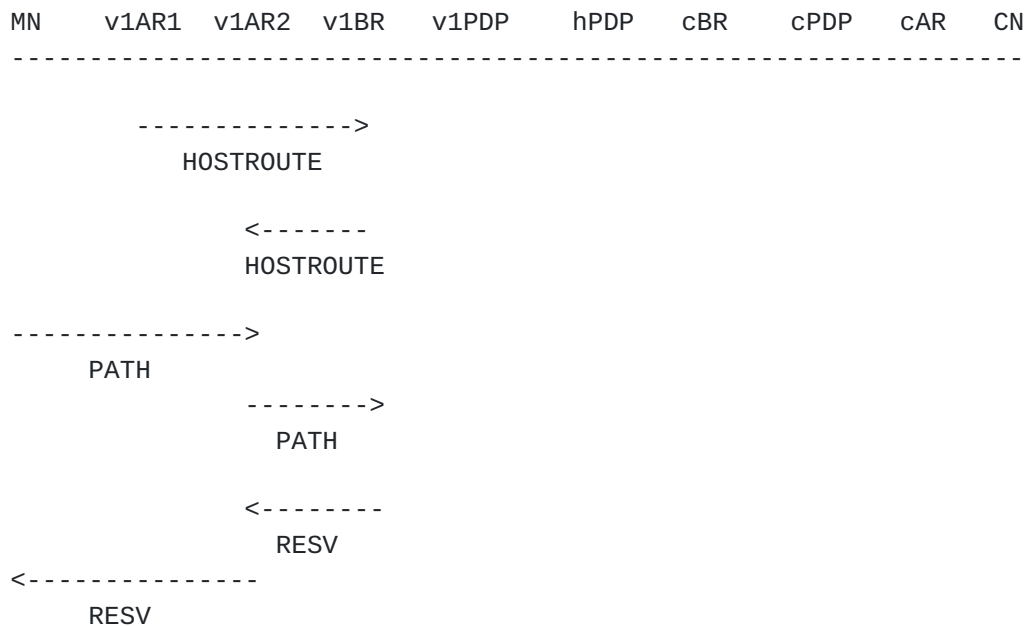 MN    v1AR1  v1AR2  v1BR   v1PDP    hPDP   cBR    cPDP   cAR   CN
-----------------------------------------------------------------
        -------------->
           HOSTROUTE
               <-------
               HOSTROUTE
--------------->
     PATH
               -------->
                 PATH
               <--------
                 RESV
<---------------
     RESV